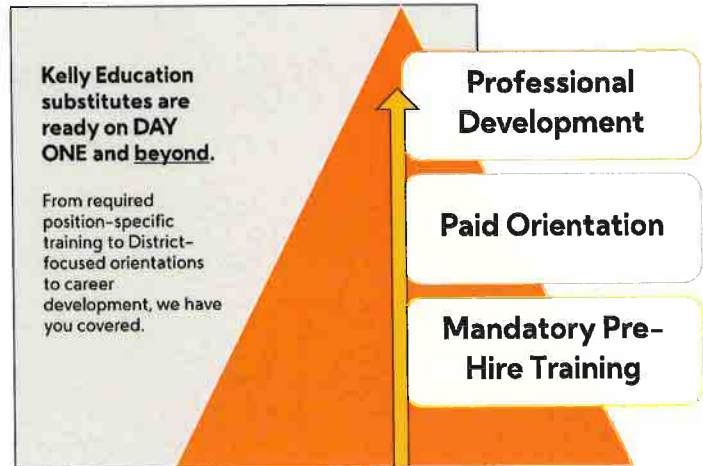 Kelly Education
substitutes are
ready on DAY
ONE and beyond.
From required
position-specific
training to District-
focused orientations
to career
development, we have
you covered.
Professional
Development
Paid Orientation
Mandatory Pre-
Hire Training